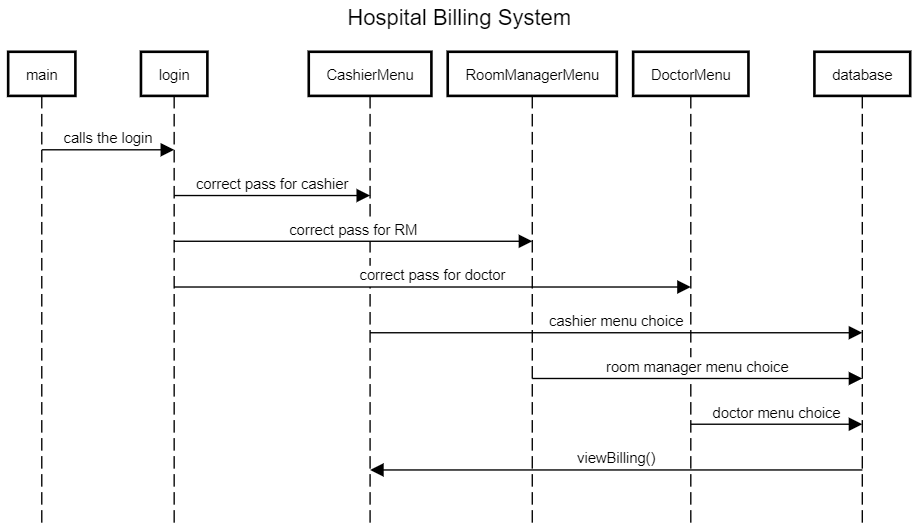 Hospital Billing System
main
login
CashierMenu
RoomManagerMenu
DoctorMenu
database
calls the login
correct pass for cashier
correct pass for RM
correct pass for doctor
cashier menu choice
room manager menu choice
doctor menu choice
viewBilling()